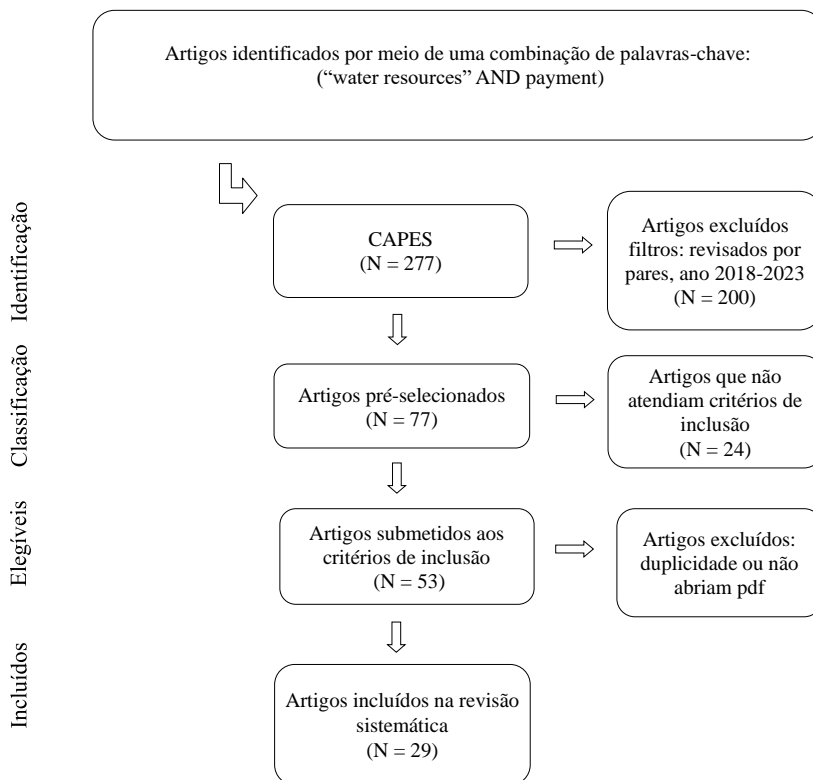 Artigos identificados por meio de uma combinação de palavras-chave:
(“water resources” AND payment)
Identificação
CAPES
(N = 277)
Artigos excluídos
filtros: revisados por
pares, ano 2018-2023
(N = 200)
Classificação
Artigos pré-selecionados
(N = 77)
Artigos que não
atendiam critérios de
inclusão
(N = 24)
Elegíveis
Artigos submetidos aos
critérios de inclusão
(N = 53)
Artigos excluídos:
duplicidade ou não
abriam pdf
Incluídos
Artigos incluídos na revisão
sistemática
(N = 29)